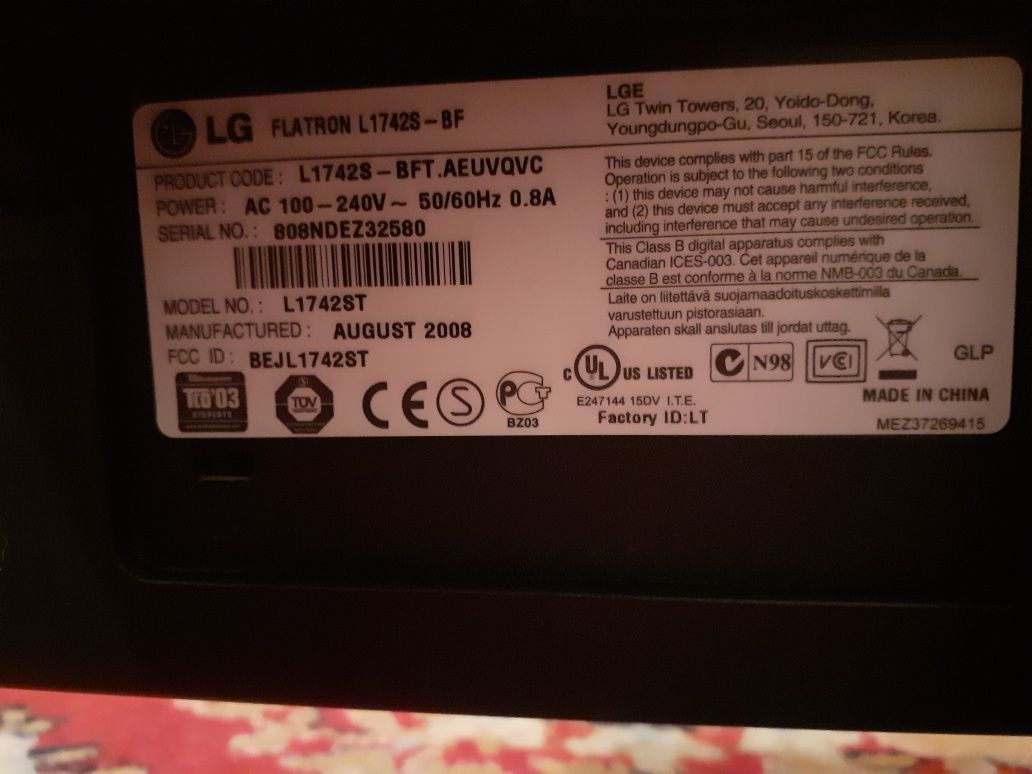 LG FLATRON L1742S-BF
PRODUCT CODE: L1742S-BFT.AEUVQVC
POWER: AC 100-240V~ 50/60Hz 0.8A
SERIAL NO.: 808NDEZ32580
MODEL NO.: L1742ST
MANUFACTURED: AUGUST 2008
FCC ID: BEJL1742ST
TCO'03
DISPLAYS
TÜV
CE
S
PCT
BZ03
LGE
LG Twin Towers, 20, Yoido-Dong,
Youngdungpo-Gu, Seoul, 150-721, Korea.
This device complies with part 15 of the FCC Rules.
Operation is subject to the following two conditions
: (1) this device may not cause harmful interference,
and (2) this device must accept any interference received,
including interference that may cause undesired operation.
This Class B digital apparatus complies with
Canadian ICES-003. Cet appareil numérique de la
classe B est conforme à la norme NMB-003 du Canada.
Laite on liitettävä suojamaadoituskoskettimilla
varustettuun pistorasiaan.
Apparaten skall anslutas till jordat uttag.
c UL US LISTED
E247144 15DV I.T.E.
Factory ID:LT
N98
VCI
GLP
MADE IN CHINA
MEZ37269415